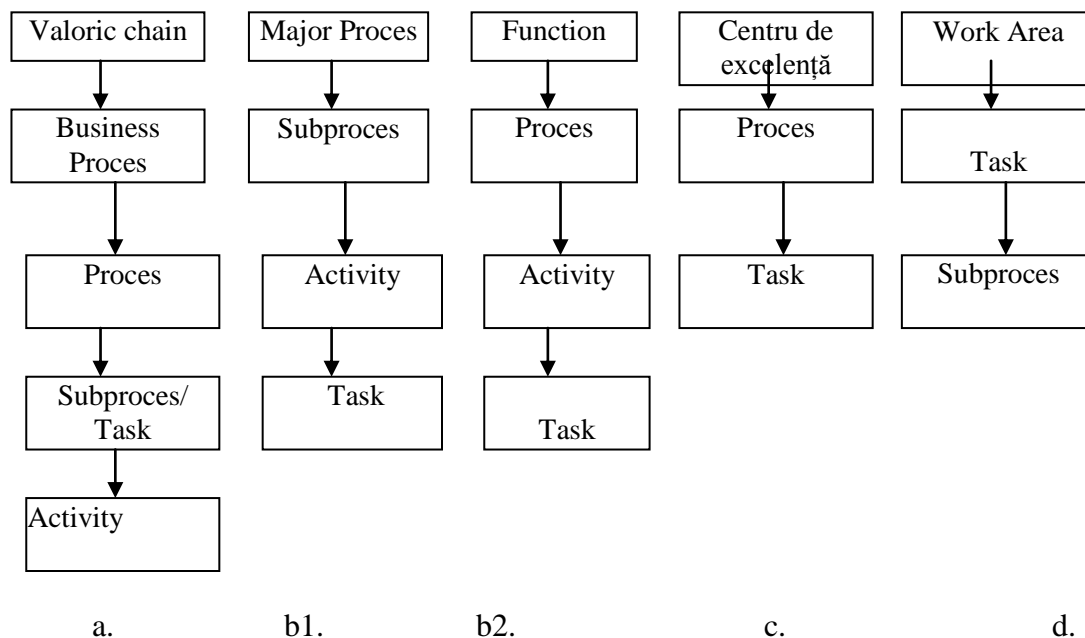 Valoric chain
Business
Proces
Proces
Subproces/
Task
Activity
a.
Major Proces
Subproces
Activity
Task
b1.
Function
Proces
Activity
Task
b2.
Centru de
excelență
Proces
Task
c.
Work Area
Task
Subproces
d.